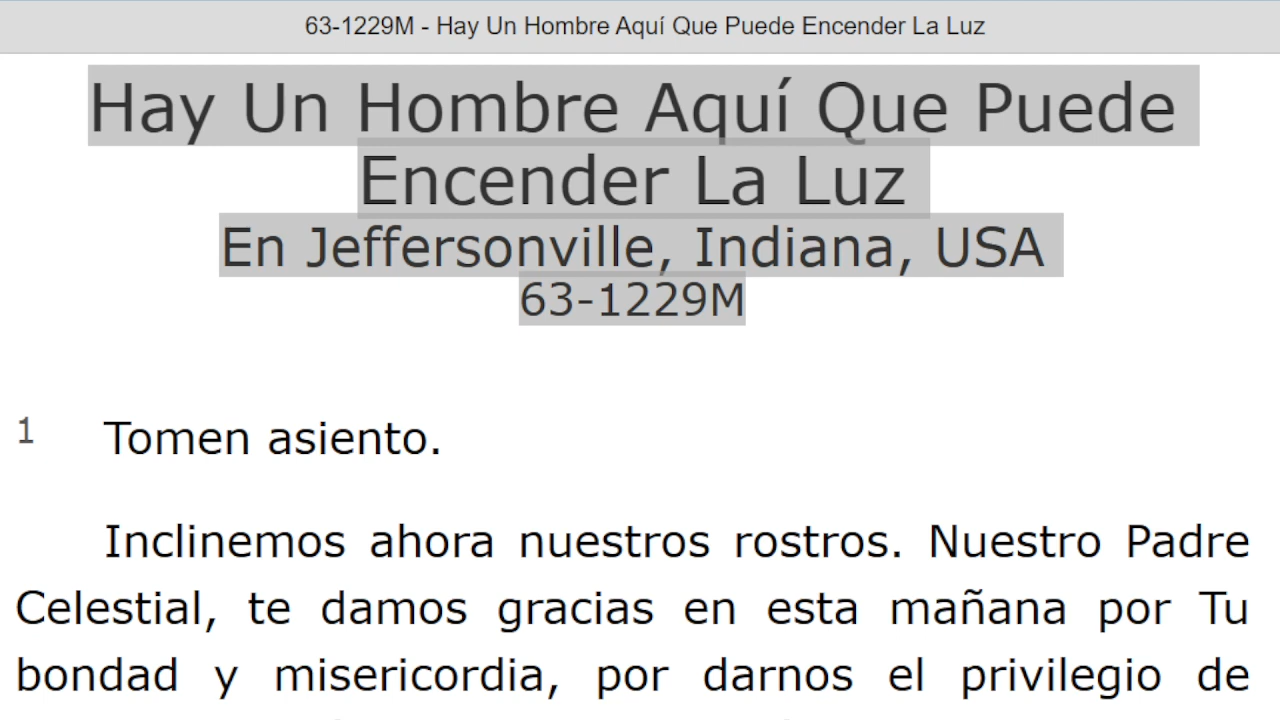 63-1229M - Hay Un Hombre Aquí Que Puede Encender La Luz
Hay Un Hombre Aquí Que Puede
Encender La Luz
En Jeffersonville, Indiana, USA
63-1229M
1 Tomen asiento.
Inclinemos ahora nuestros rostros. Nuestro Padre
Celestial, te damos gracias en esta mañana por Tu
bondad y misericordia, por darnos el privilegio de